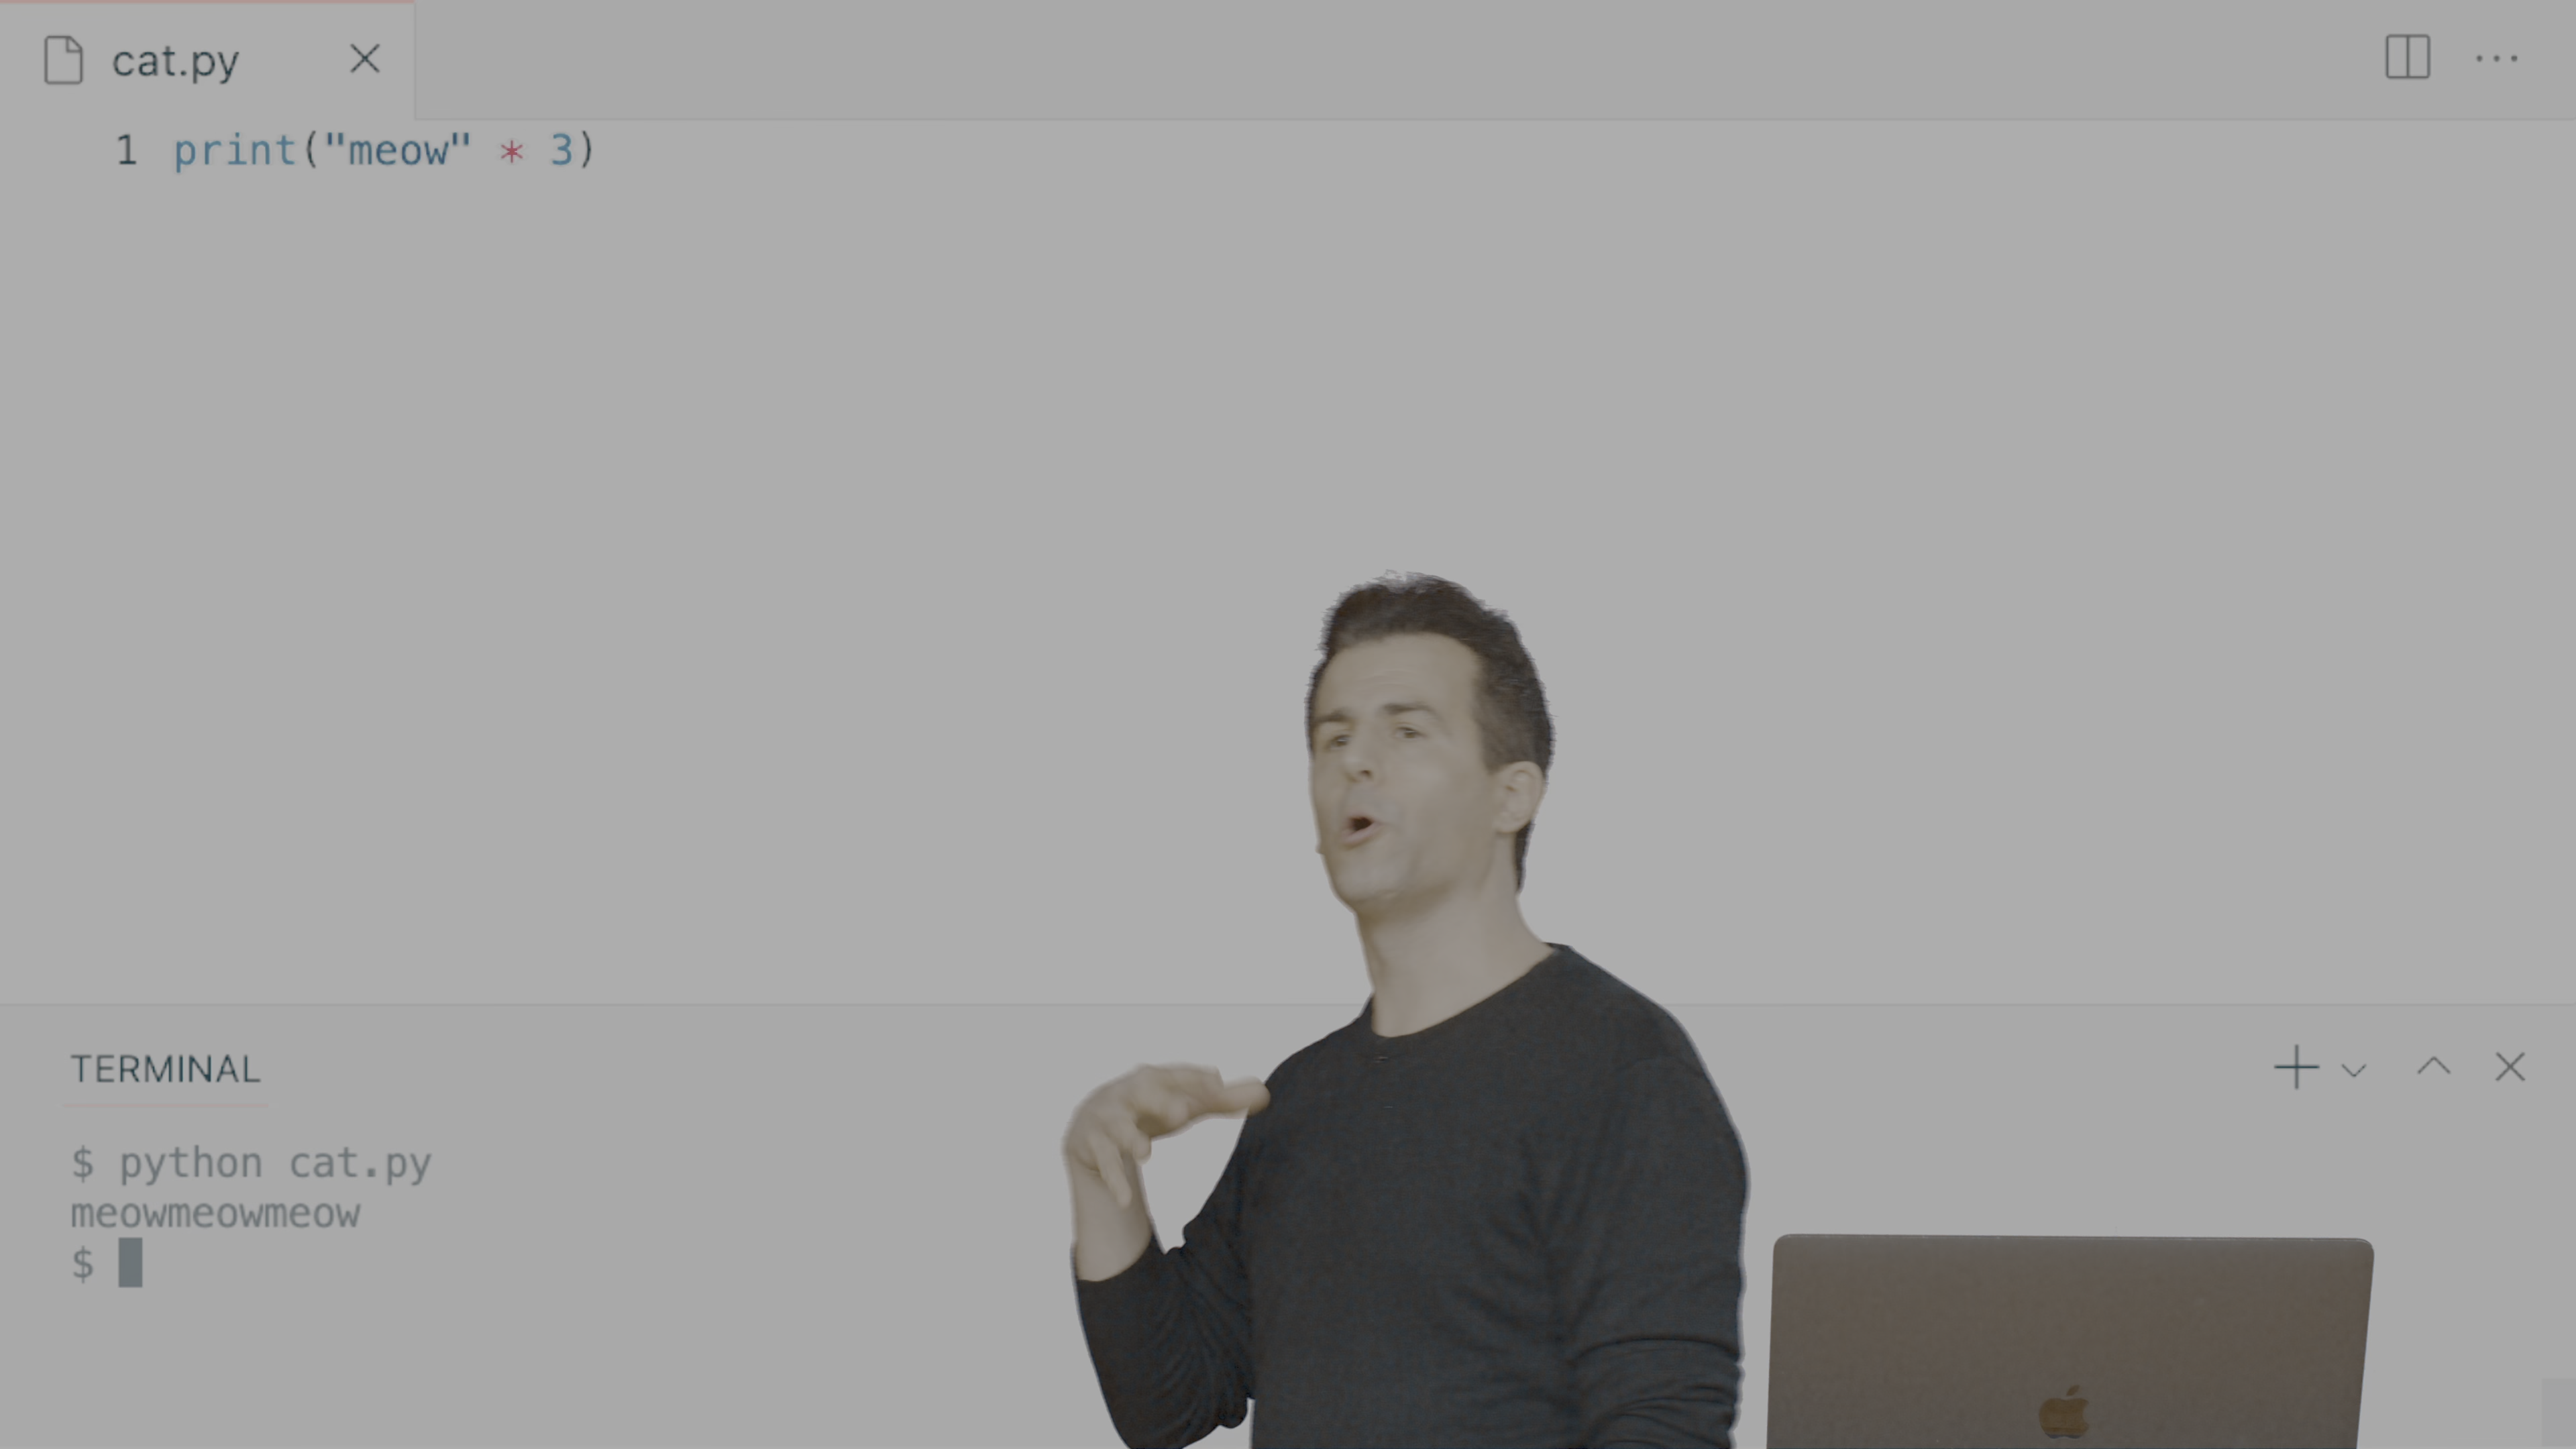 cat.py
1 print("meow" * 3)
TERMINAL
$ python cat.py
meowmeowmeow
$